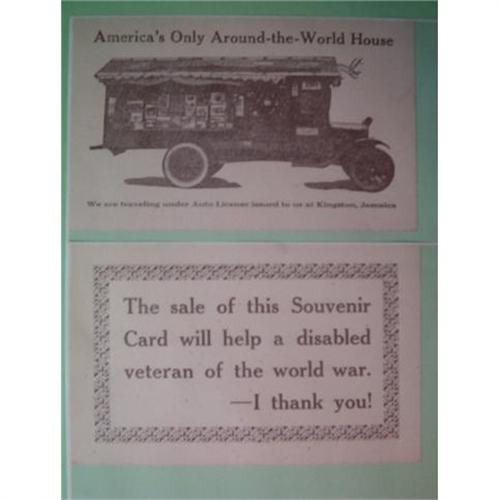 America's Only Around-the-World House
We are traveling under Auto License issued to us at Kingston, Jamaica
The sale of this Souvenir
Card will help a disabled
veteran of the world war.
—I thank you!